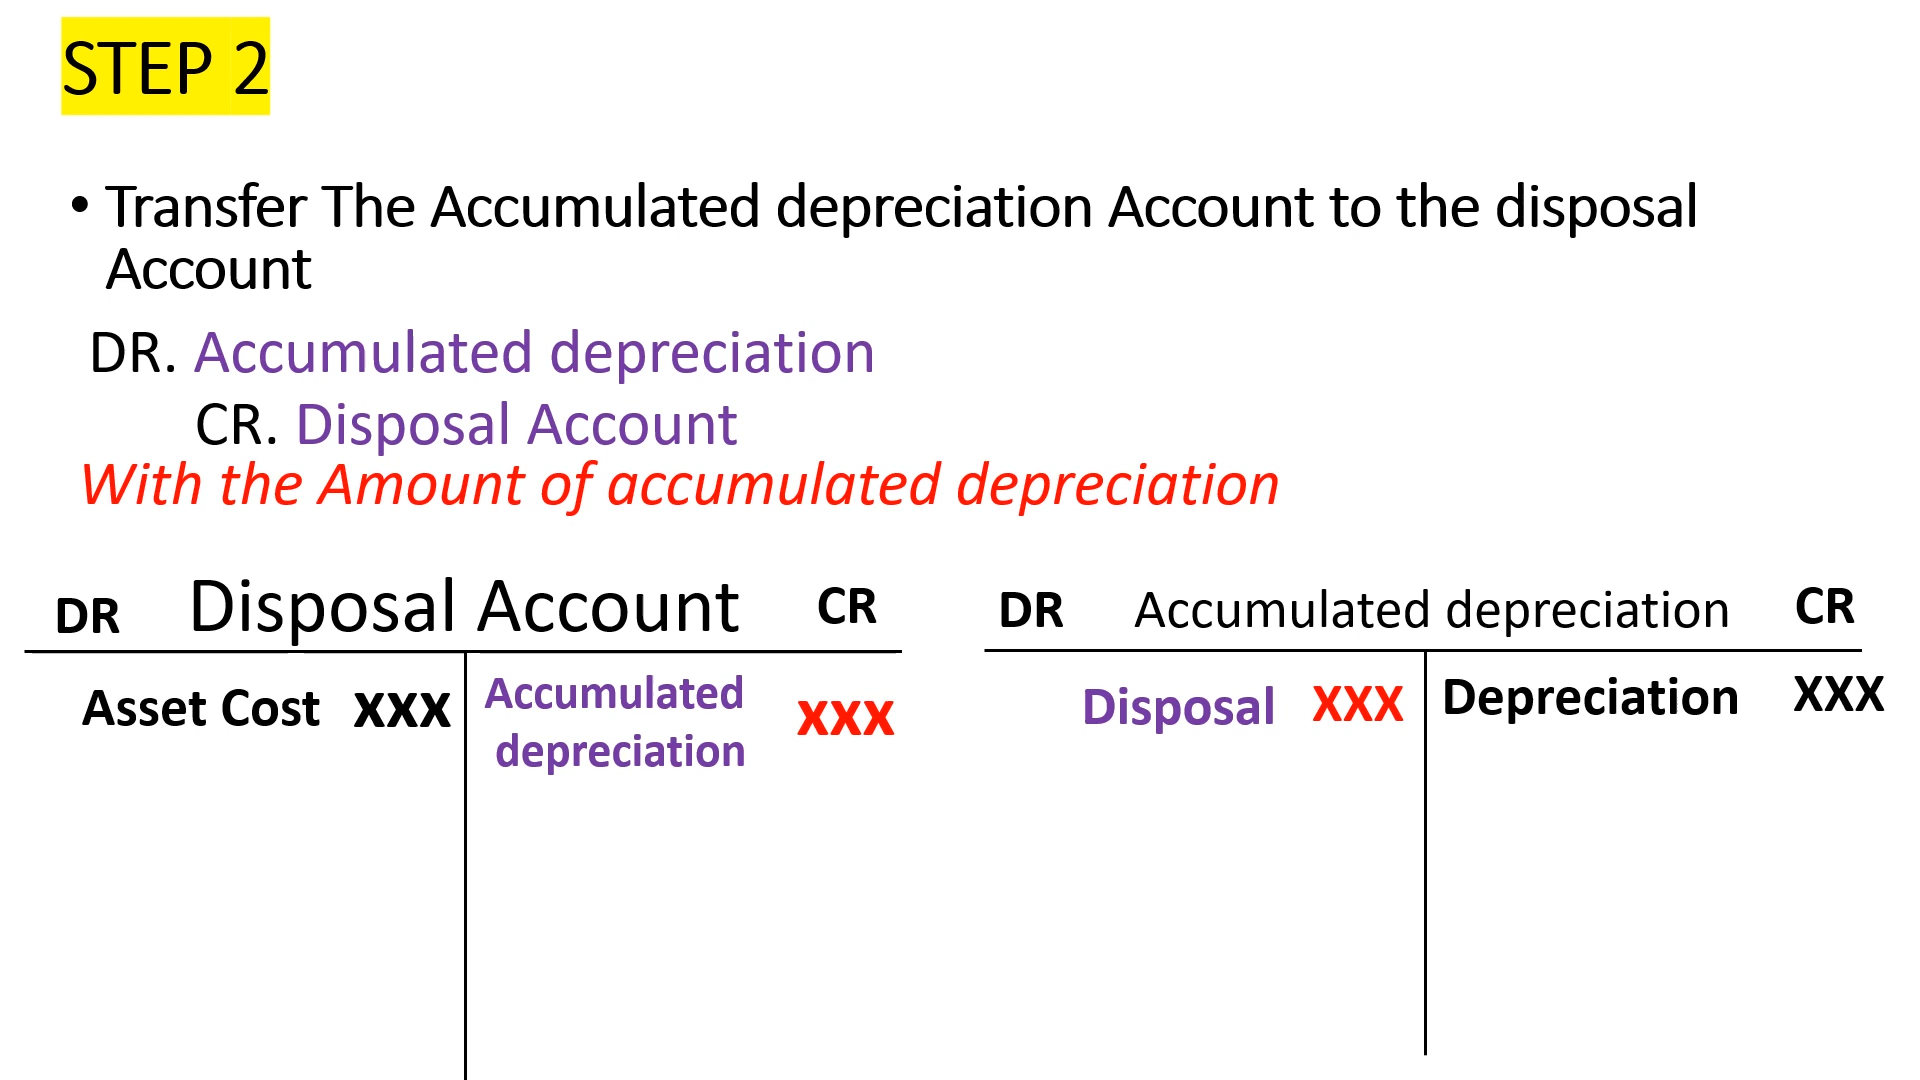 STEP 2
• Transfer The Accumulated depreciation Account to the disposal
Account
DR. Accumulated depreciation
CR. Disposal Account
With the Amount of accumulated depreciation
DR Disposal Account CR
Asset Cost XXX
Accumulated
depreciation XXX
DR Accumulated depreciation CR
Disposal XXX
Depreciation XXX